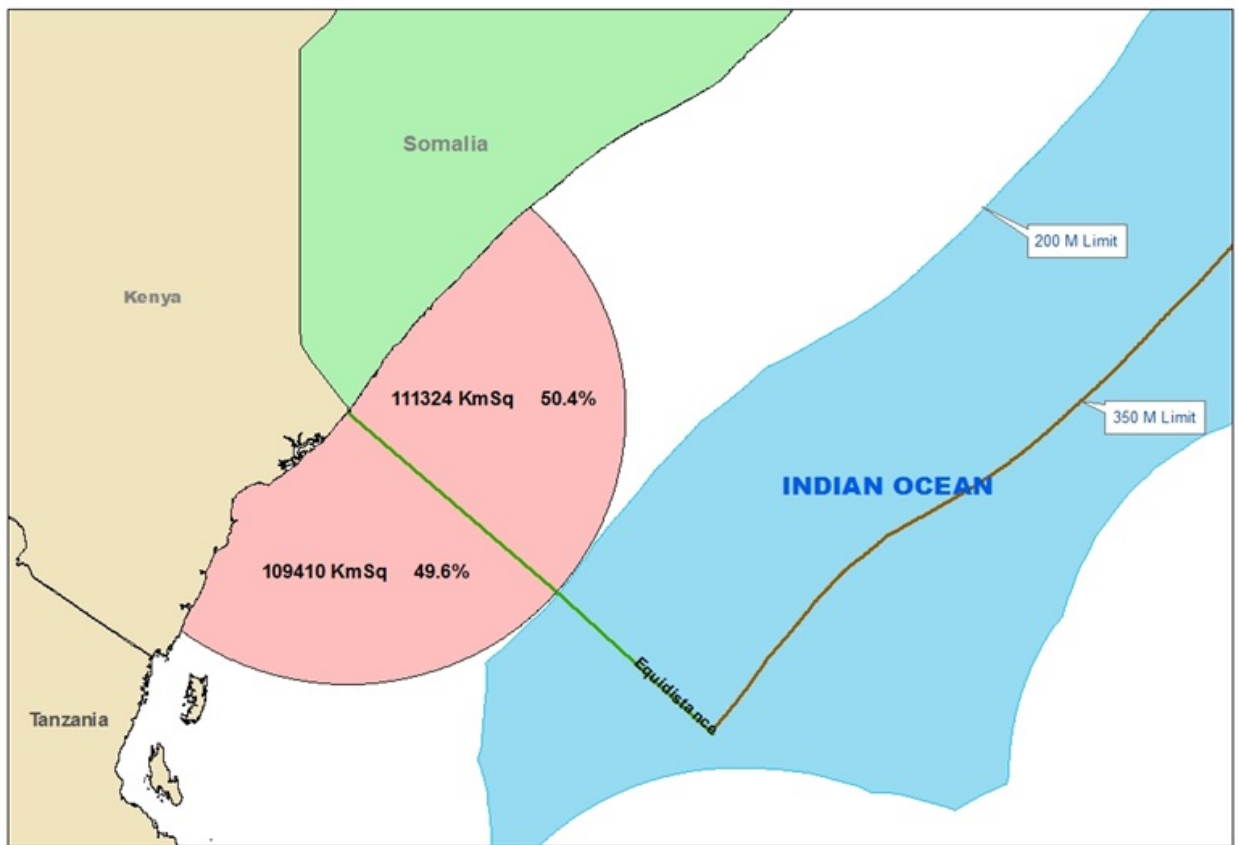 Somalia
200 M Limit
Kenya
111324 KmSq 50.4%
350 M Limit
INDIAN OCEAN
109410 KmSq 49.6%
Equidistance
Tanzania